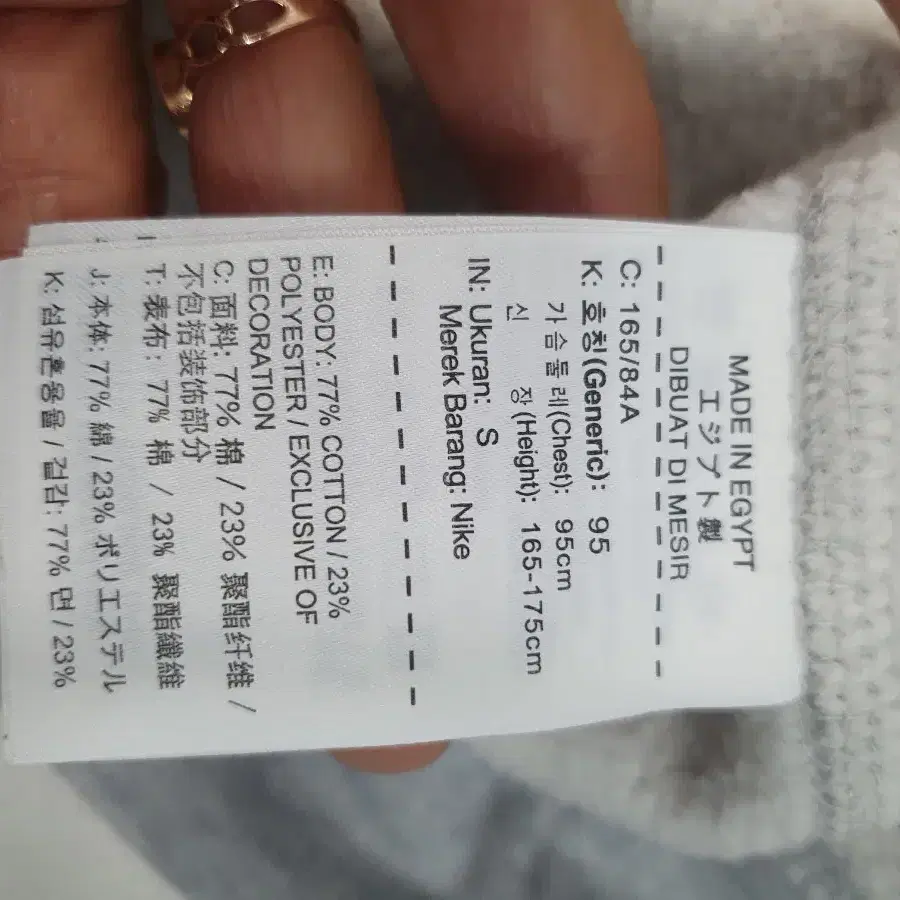 MADE IN EGYPT
エジプト製
DIBUAT DI MESIR
C: 165/84A
K: 호칭(Generic): 95
가슴둘레(Chest): 95cm
신 장(Height): 165-175cm
IN: Ukuran: S
Merek Barang: Nike
E: BODY: 77% COTTON / 23%
POLYESTER / EXCLUSIVE OF
DECORATION
C: 面料: 77% 棉 / 23% 聚酯纤维 /
不包括装饰部分
T: 表布: 77% 棉 / 23% 聚酯纖維
J: 本体: 77% 綿 / 23% ポリエステル
K: 섬유혼용율 / 겉감: 77% 면 / 23%